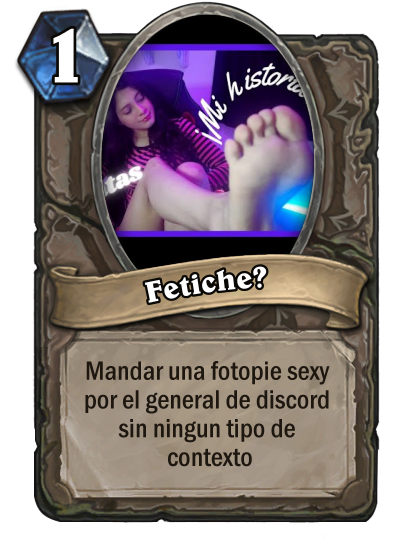 1
¡Mi historia
tas
Fetiche?
Mandar una fotopie sexy
por el general de discord
sin ningun tipo de
contexto